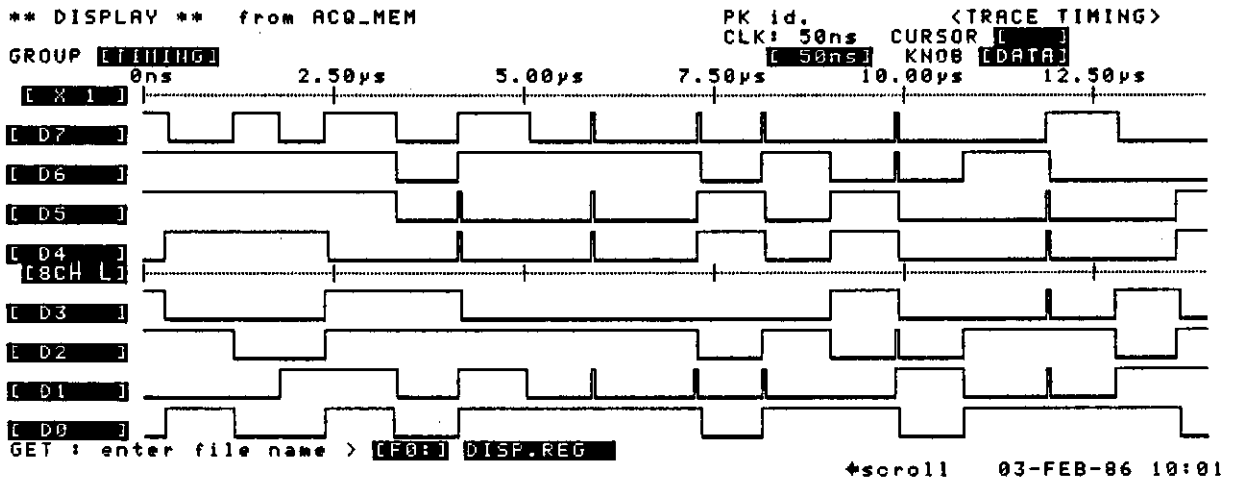 ** DISPLAY ** from ACQ_MEM PK id. <TRACE TIMING>
CLK: 50ns CURSOR [ ]
GROUP [TIMING] [ 50ns] KNOB [DATA]
0ns 2.50µs 5.00µs 7.50µs 10.00µs 12.50µs
[ X 1 ]
[ D7 ]
[ D6 ]
[ D5 ]
[ D4 ]
[8CH L]
[ D3 ]
[ D2 ]
[ D1 ]
[ D0 ]
GET : enter file name > [F0:] DISP.REG
*scroll 03-FEB-86 10:01